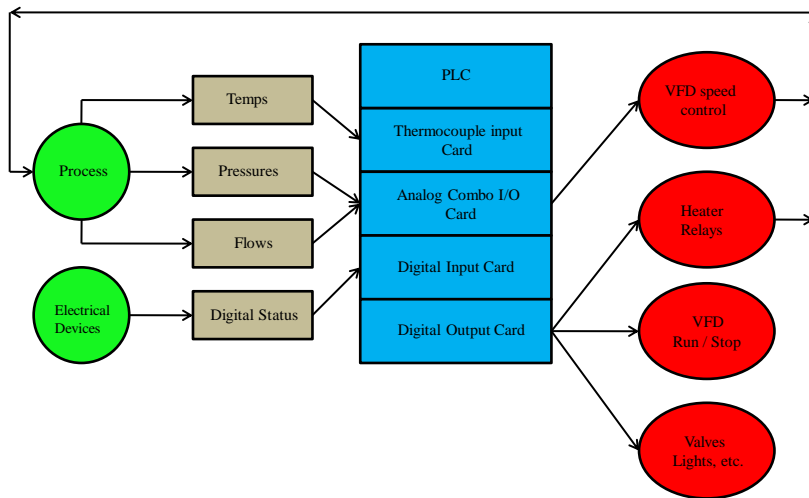 Process
Electrical
Devices
Temps
Pressures
Flows
Digital Status
PLC
Thermocouple input
Card
Analog Combo I/O
Card
Digital Input Card
Digital Output Card
VFD speed
control
Heater
Relays
VFD
Run / Stop
Valves
Lights, etc.